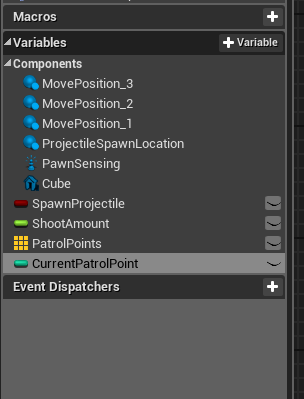 Macros
Variables
Variable
Components
MovePosition_3
MovePosition_2
MovePosition_1
ProjectileSpawnLocation
PawnSensing
Cube
SpawnProjectile
ShootAmount
PatrolPoints
CurrentPatrolPoint
Event Dispatchers